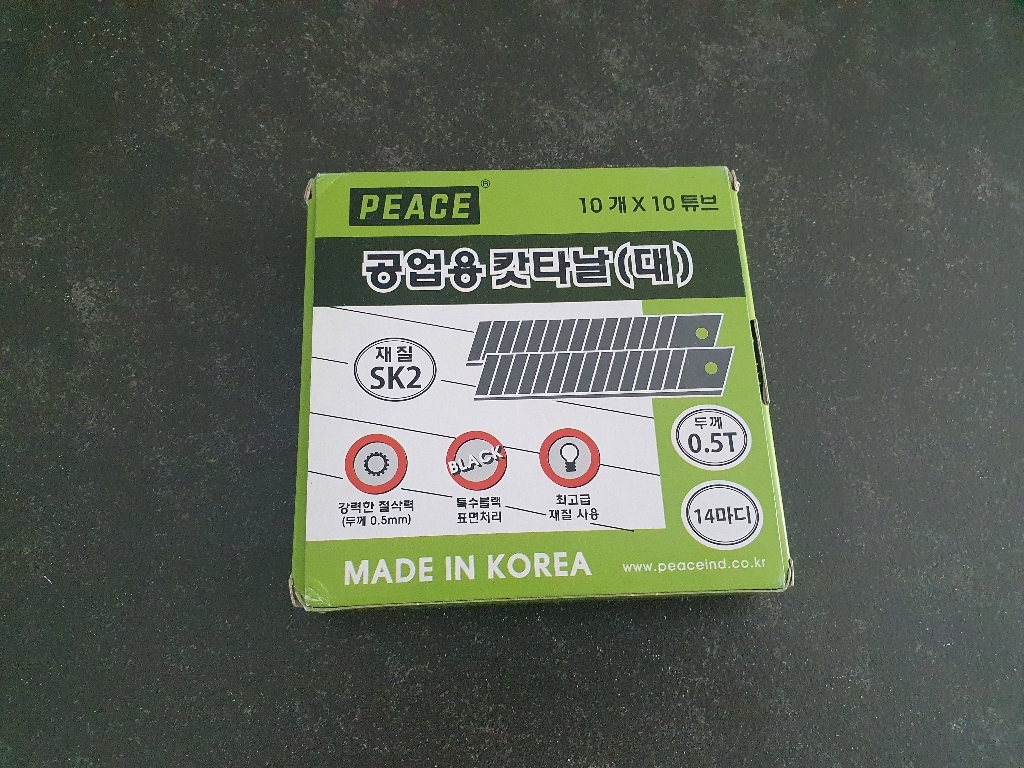 PEACE®
10 개 X 10 튜브
공업용 캇타날(대)
재질
SK2
두께
0.5T
BLACK
강력한 절삭력
(두께 0.5mm)
특수블랙
표면처리
최고급
재질 사용
14마디
MADE IN KOREA
www.peaceind.co.kr